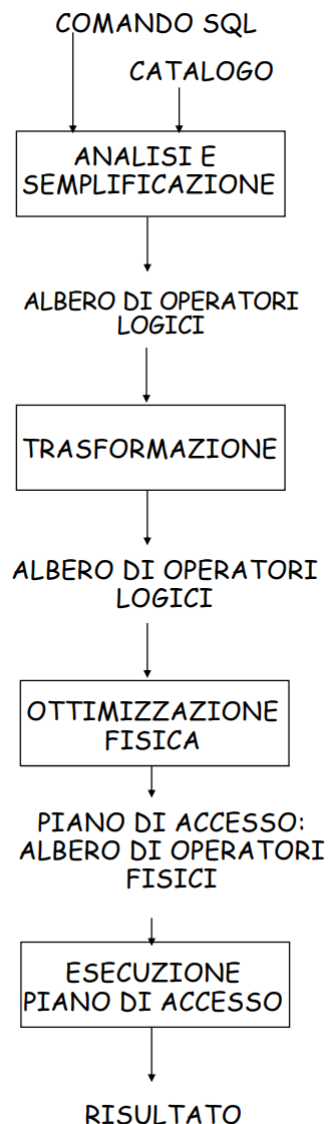 COMANDO SQL
CATALOGO
ANALISI E
SEMPLIFICAZIONE
ALBERO DI OPERATORI
LOGICI
TRASFORMAZIONE
ALBERO DI OPERATORI
LOGICI
OTTIMIZZAZIONE
FISICA
PIANO DI ACCESSO:
ALBERO DI OPERATORI
FISICI
ESECUZIONE
PIANO DI ACCESSO
RISULTATO